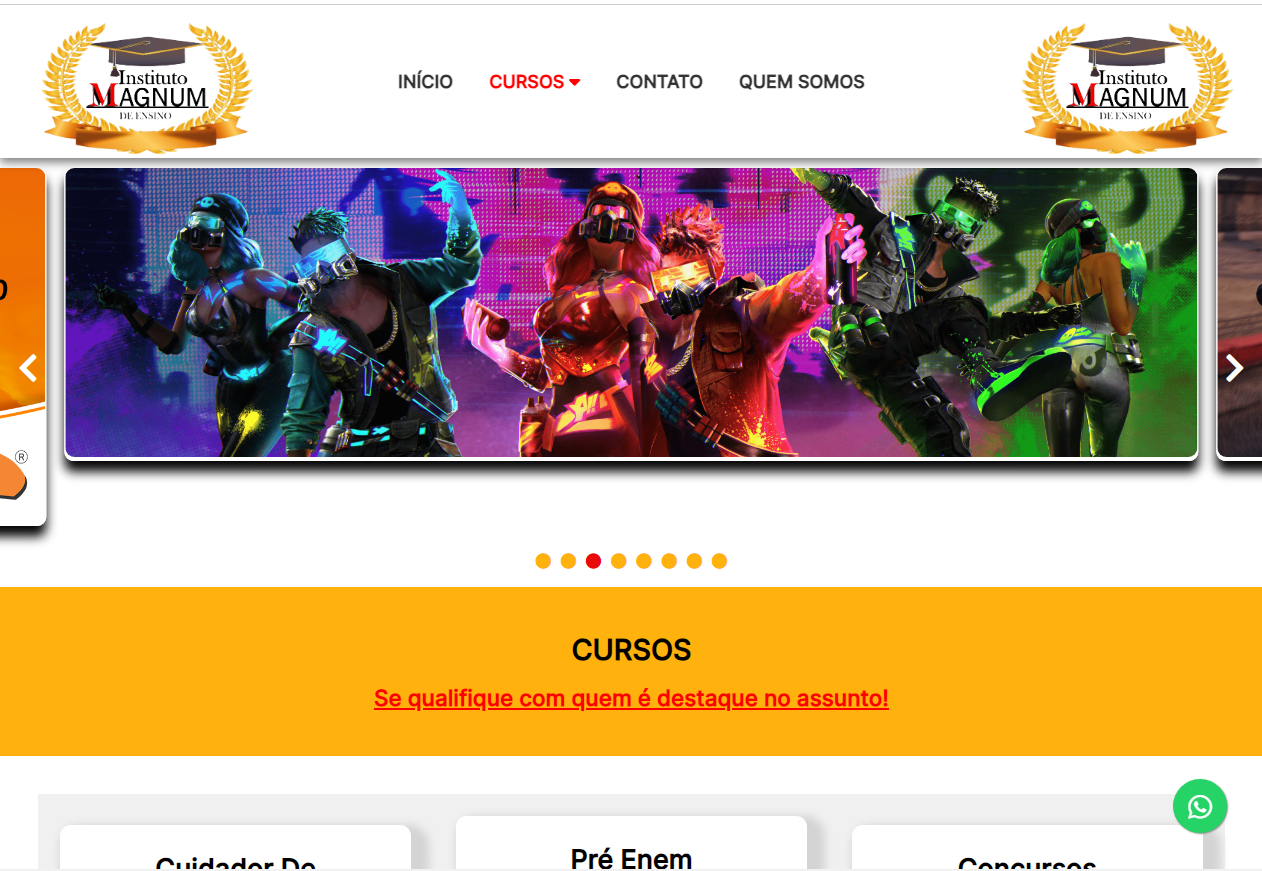 Instituto
MAGNUM
DE ENSINO
INÍCIO
CURSOS
CONTATO
QUEM SOMOS
Instituto
MAGNUM
DE ENSINO
®
CURSOS
Se qualifique com quem é destaque no assunto!
Cuidador De
Pré Enem
Concursos